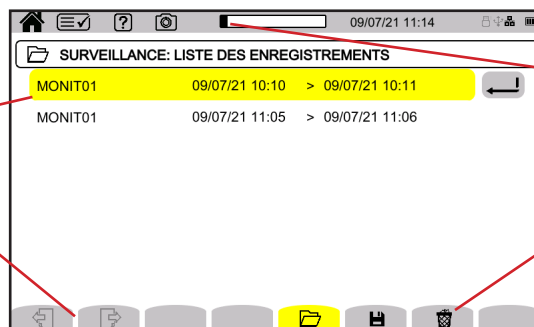 ?
09/07/21 11:14
SURVEILLANCE: LISTE DES ENREGISTREMENTS
MONIT01 09/07/21 10:10 > 09/07/21 10:11
MONIT01 09/07/21 11:05 > 09/07/21 11:06